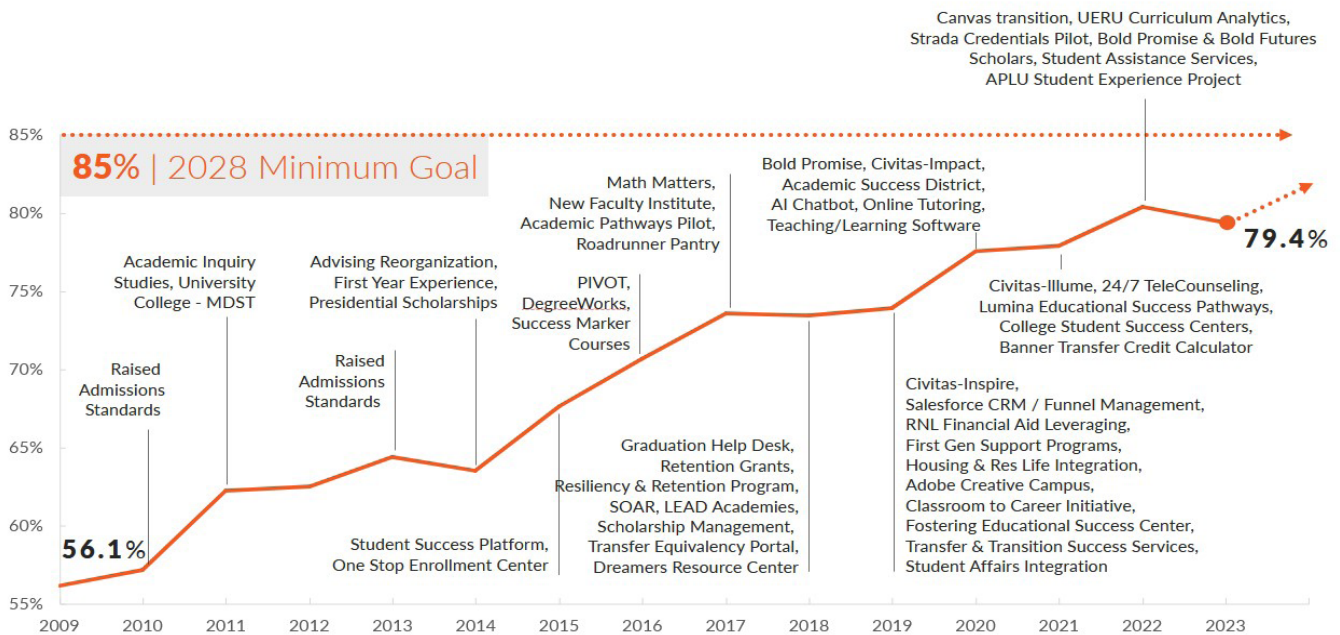 Canvas transition, UERU Curriculum Analytics,
Strada Credentials Pilot, Bold Promise & Bold Futures
Scholars, Student Assistance Services,
APLU Student Experience Project
85%
85% | 2028 Minimum Goal
Bold Promise, Civitas-Impact,
Academic Success District,
AI Chatbot, Online Tutoring,
Teaching/Learning Software
Math Matters,
New Faculty Institute,
Academic Pathways Pilot,
Roadrunner Pantry
80%
79.4%
Academic Inquiry
Studies, University
College - MDST
Advising Reorganization,
First Year Experience,
Presidential Scholarships
PIVOT,
DegreeWorks,
Success Marker
Courses
75%
Civitas-Illume, 24/7 TeleCounseling,
Lumina Educational Success Pathways,
College Student Success Centers,
Banner Transfer Credit Calculator
70%
Raised
Admissions
Standards
Raised
Admissions
Standards
Civitas-Inspire,
Salesforce CRM / Funnel Management,
RNL Financial Aid Leveraging,
First Gen Support Programs,
Housing & Res Life Integration,
Adobe Creative Campus,
Classroom to Career Initiative,
Fostering Educational Success Center,
Transfer & Transition Success Services,
Student Affairs Integration
65%
Graduation Help Desk,
Retention Grants,
Resiliency & Retention Program,
SOAR, LEAD Academies,
Scholarship Management,
Transfer Equivalency Portal,
Dreamers Resource Center
60%
56.1%
Student Success Platform,
One Stop Enrollment Center
55%
2009 2010 2011 2012 2013 2014 2015 2016 2017 2018 2019 2020 2021 2022 2023